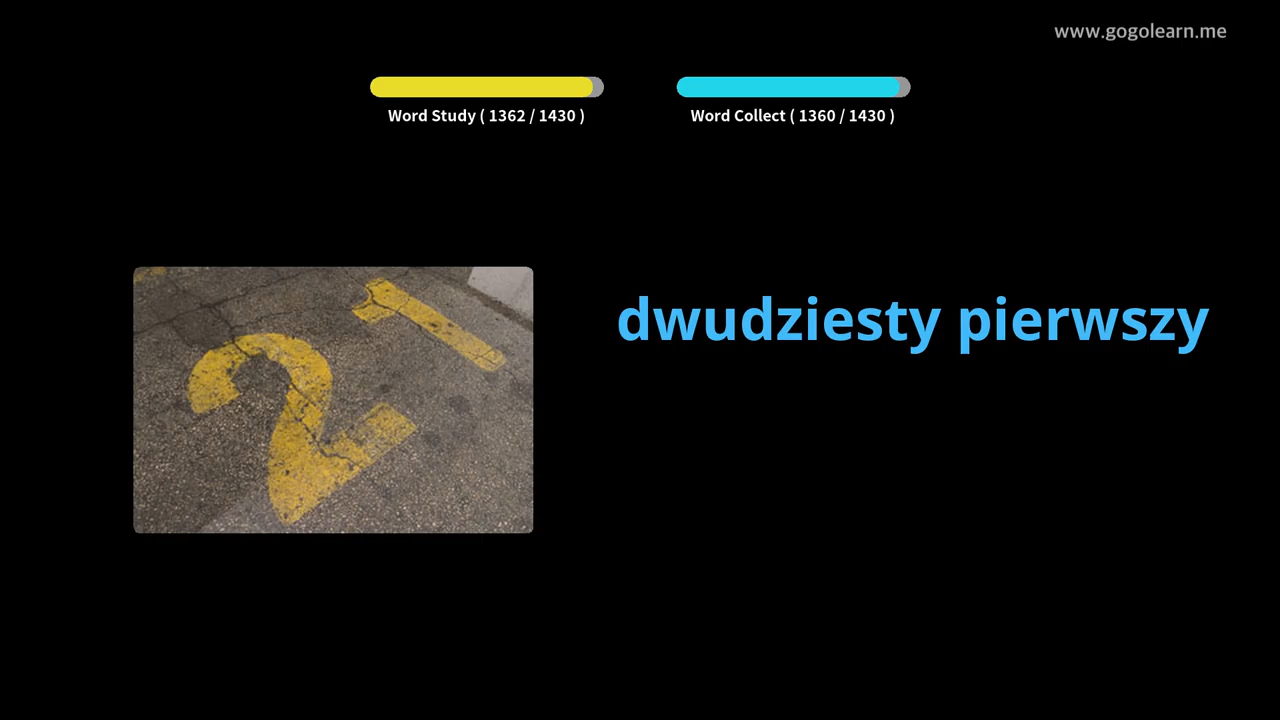 www.gogolearn.me
Word Study ( 1362 / 1430 )
Word Collect ( 1360 / 1430 )
21
dwudziesty pierwszy